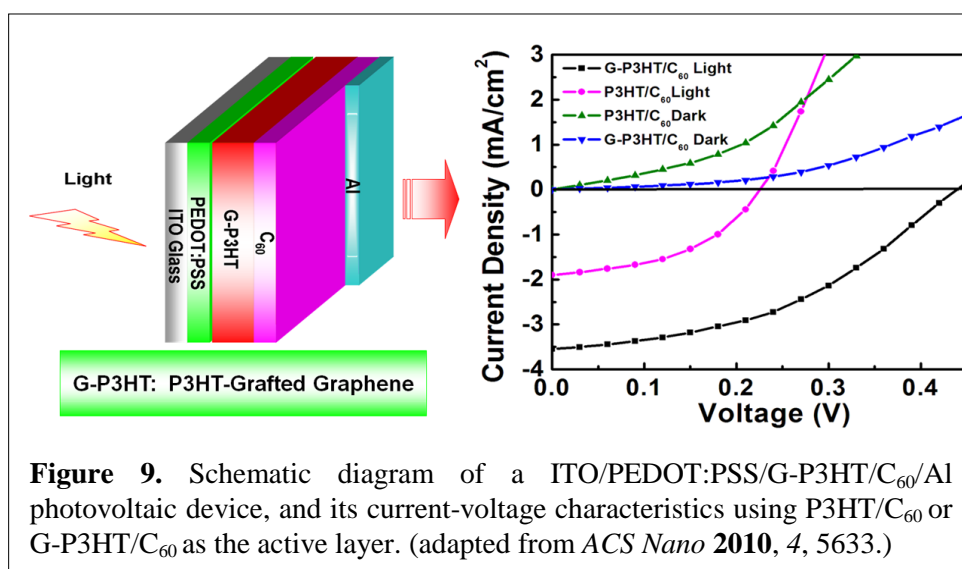 Light
ITO Glass
PEDOT:PSS
G-P3HT
C₆₀
Al
G-P3HT: P3HT-Grafted Graphene
Current Density (mA/cm²)
3
2
1
0
-1
-2
-3
-4
G-P3HT/C₆₀ Light
P3HT/C₆₀Light
P3HT/C₆₀Dark
G-P3HT/C₆₀ Dark
0.0 0.1 0.2 0.3 0.4
Voltage (V)
Figure 9. Schematic diagram of a ITO/PEDOT:PSS/G-P3HT/C₆₀/Al
photovoltaic device, and its current-voltage characteristics using P3HT/C₆₀ or
G-P3HT/C₆₀ as the active layer. (adapted from ACS Nano 2010, 4, 5633.)